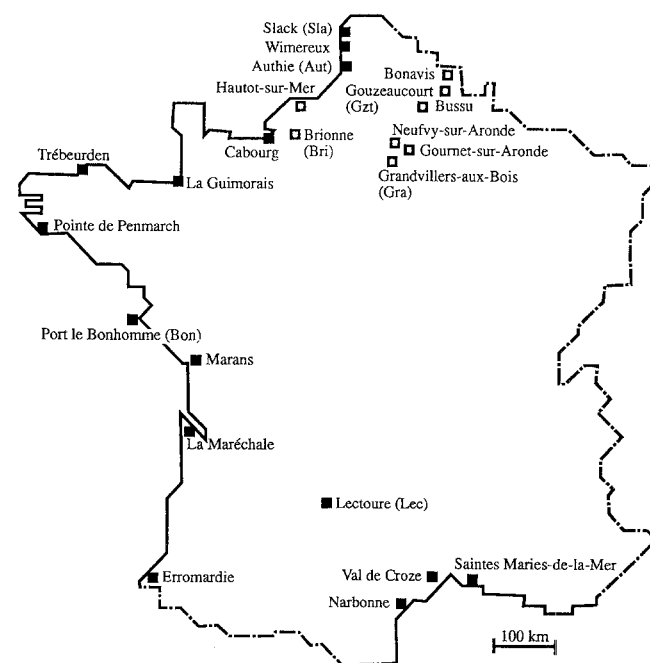 Slack (Sla)
Wimereux
Authie (Aut)
Bonavis
Hautot-sur-Mer
Gouzeaucourt
(Gzt)
Bussu
Neufvy-sur-Aronde
Brionne
(Bri)
Cabourg
Gournet-sur-Aronde
Trébeurden
Grandvillers-aux-Bois
(Gra)
La Guimorais
Pointe de Penmarch
Port le Bonhomme (Bon)
Marans
La Maréchale
Lectoure (Lec)
Erromardie
Val de Croze
Saintes Maries-de-la-Mer
Narbonne
100 km